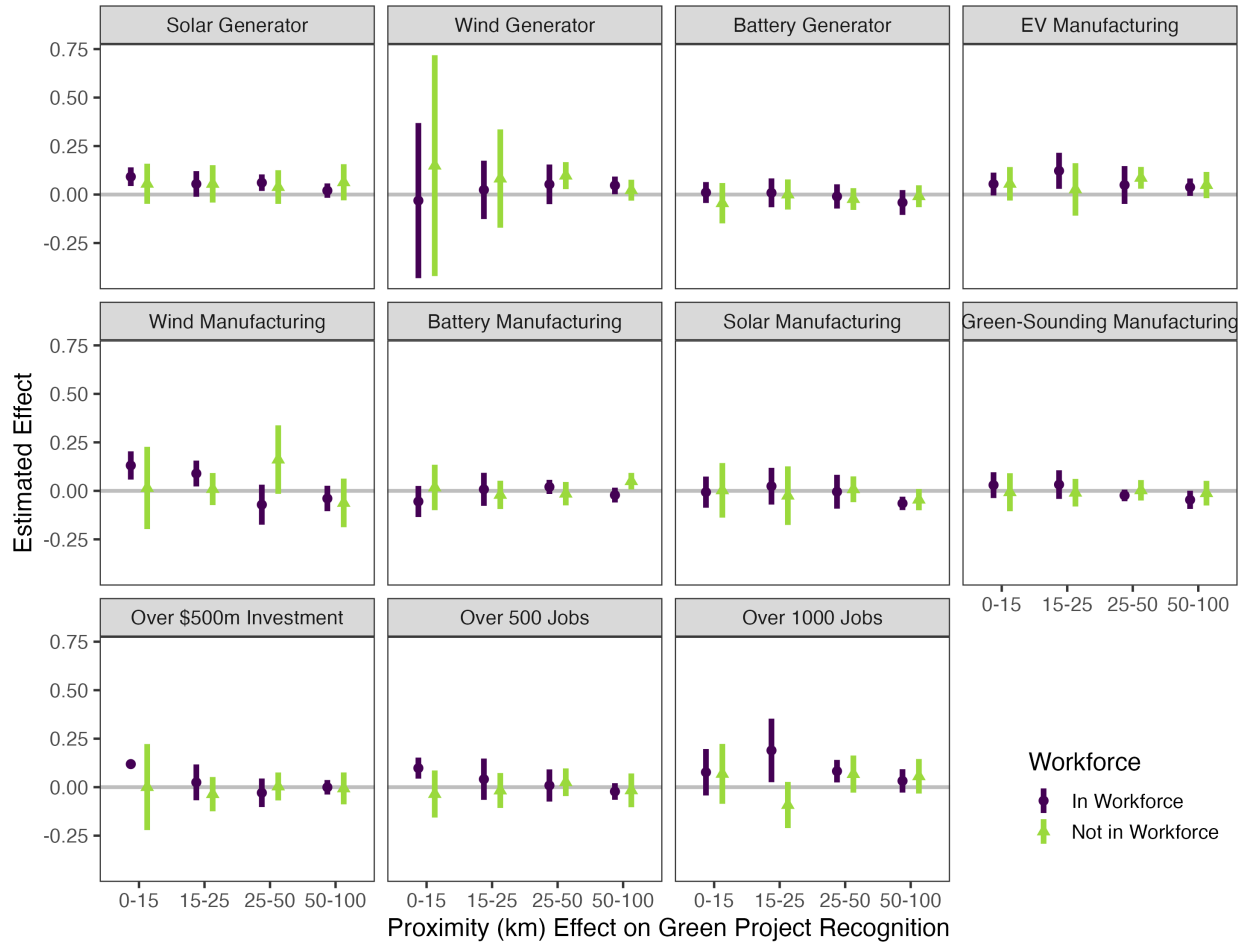 Solar Generator
Wind Generator
Battery Generator
EV Manufacturing
0.75
0.50
0.25
0.00
-0.25
Wind Manufacturing
Battery Manufacturing
Solar Manufacturing
Green-Sounding Manufacturing
0.75
0.50
0.25
0.00
-0.25
0-15 15-25 25-50 50-100
Estimated Effect
Over $500m Investment
Over 500 Jobs
Over 1000 Jobs
0.75
0.50
0.25
0.00
-0.25
0-15 15-25 25-50 50-100
0-15 15-25 25-50 50-100
0-15 15-25 25-50 50-100
Proximity (km) Effect on Green Project Recognition
Workforce
In Workforce
Not in Workforce